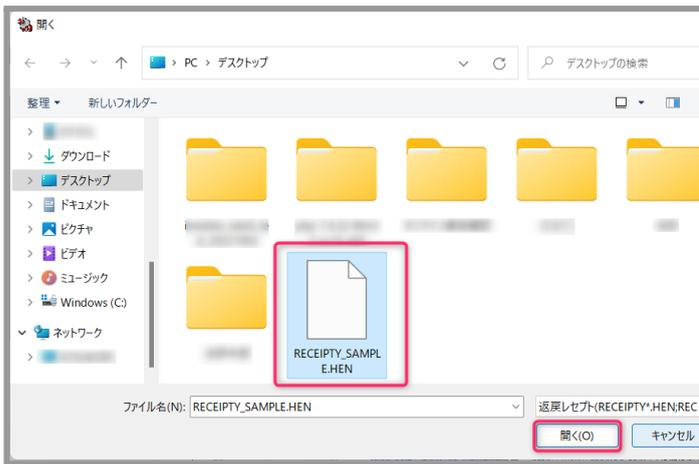 開く
PC > デスクトップ
デスクトップの検索
整理 新しいフォルダー
ダウンロード
デスクトップ
ドキュメント
ピクチャ
ビデオ
ミュージック
Windows (C:)
ネットワーク
RECEIPTY_SAMPL
E.HEN
ファイル名(N): RECEIPTY_SAMPLE.HEN 返戻レセプト(RECEIPTY*.HEN;REC
開く(O) キャンセル